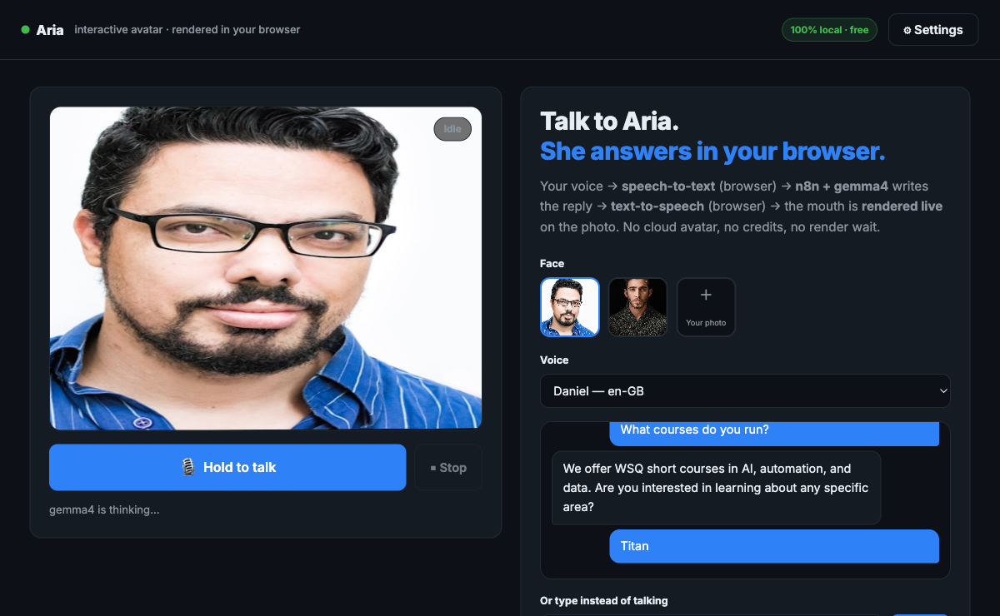 Aria interactive avatar · rendered in your browser
100% local · free
⚙ Settings
Idle
🎙 Hold to talk
■ Stop
gemma4 is thinking...
Talk to Aria.
She answers in your browser.
Your voice → speech-to-text (browser) → n8n + gemma4 writes
the reply → text-to-speech (browser) → the mouth is rendered live
on the photo. No cloud avatar, no credits, no render wait.
Face
+
Your photo
Voice
Daniel — en-GB
What courses do you run?
We offer WSQ short courses in AI, automation, and
data. Are you interested in learning about any specific
area?
Titan
Or type instead of talking